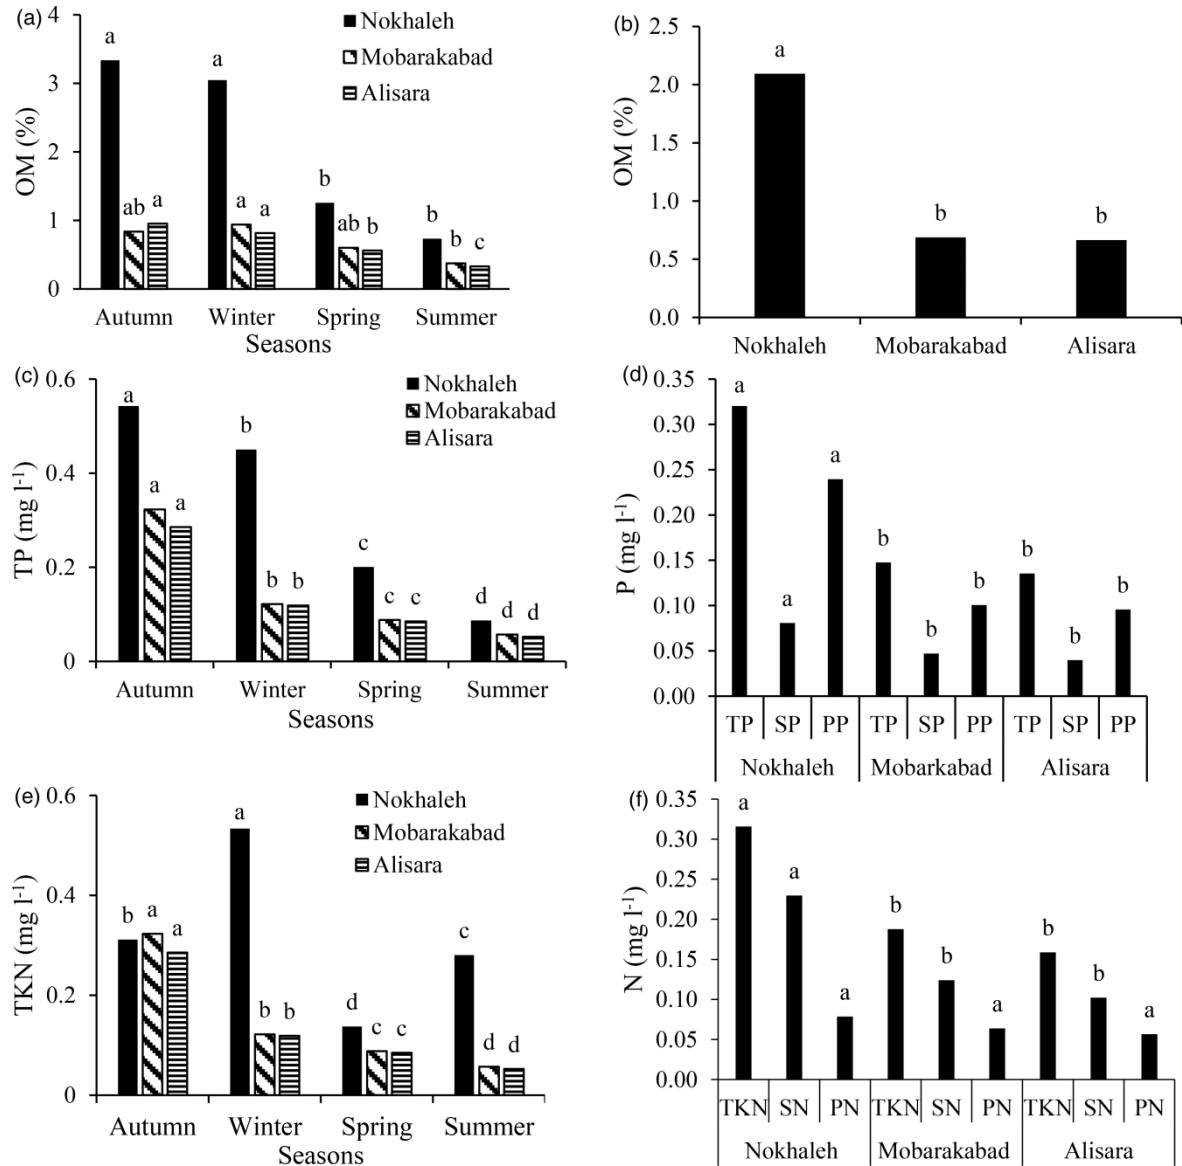 (a)
Nokhaleh
Mobarakabad
Alisara
OM (%)
4
3
2
1
0
a
ab
a
a
a
a
b
ab
b
b
b
c
Autumn
Winter
Spring
Summer
Seasons
(b)
OM (%)
2.5
2.0
1.5
1.0
0.5
0.0
a
b
b
Nokhaleh
Mobarakabad
Alisara
(c)
Nokhaleh
Mobarakabad
Alisara
TP (mg l-1)
0.6
0.4
0.2
0
a
a
a
b
b
b
c
c
c
d
d
d
Autumn
Winter
Spring
Summer
Seasons
(d)
P (mg l-1)
0.35
0.30
0.25
0.20
0.15
0.10
0.05
0.00
a
a
a
b
b
b
b
b
b
TP SP PP TP SP PP TP SP PP
Nokhaleh Mobarkabad Alisara
(e)
Nokhaleh
Mobarakabad
Alisara
TKN (mg l-1)
0.6
0.4
0.2
0
b
a
a
a
b
b
d
c
c
c
d
d
Autumn
Winter
Spring
Summer
Seasons
(f)
N (mg l-1)
0.35
0.30
0.25
0.20
0.15
0.10
0.05
0.00
a
a
a
b
b
a
b
b
a
TKN SN PN TKN SN PN TKN SN PN
Nokhaleh Mobarakabad Alisara